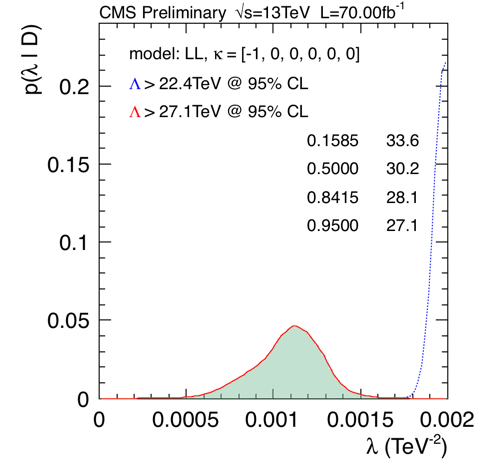 CMS Preliminary √s=13TeV L=70.00fb⁻¹
model: LL, κ = [-1, 0, 0, 0, 0, 0]
Λ > 22.4TeV @ 95% CL
Λ > 27.1TeV @ 95% CL
0.1585 33.6
0.5000 30.2
0.8415 28.1
0.9500 27.1
p(λ | D)
0.2
0.15
0.1
0.05
0
0 0.0005 0.001 0.0015 0.002
λ (TeV⁻²)